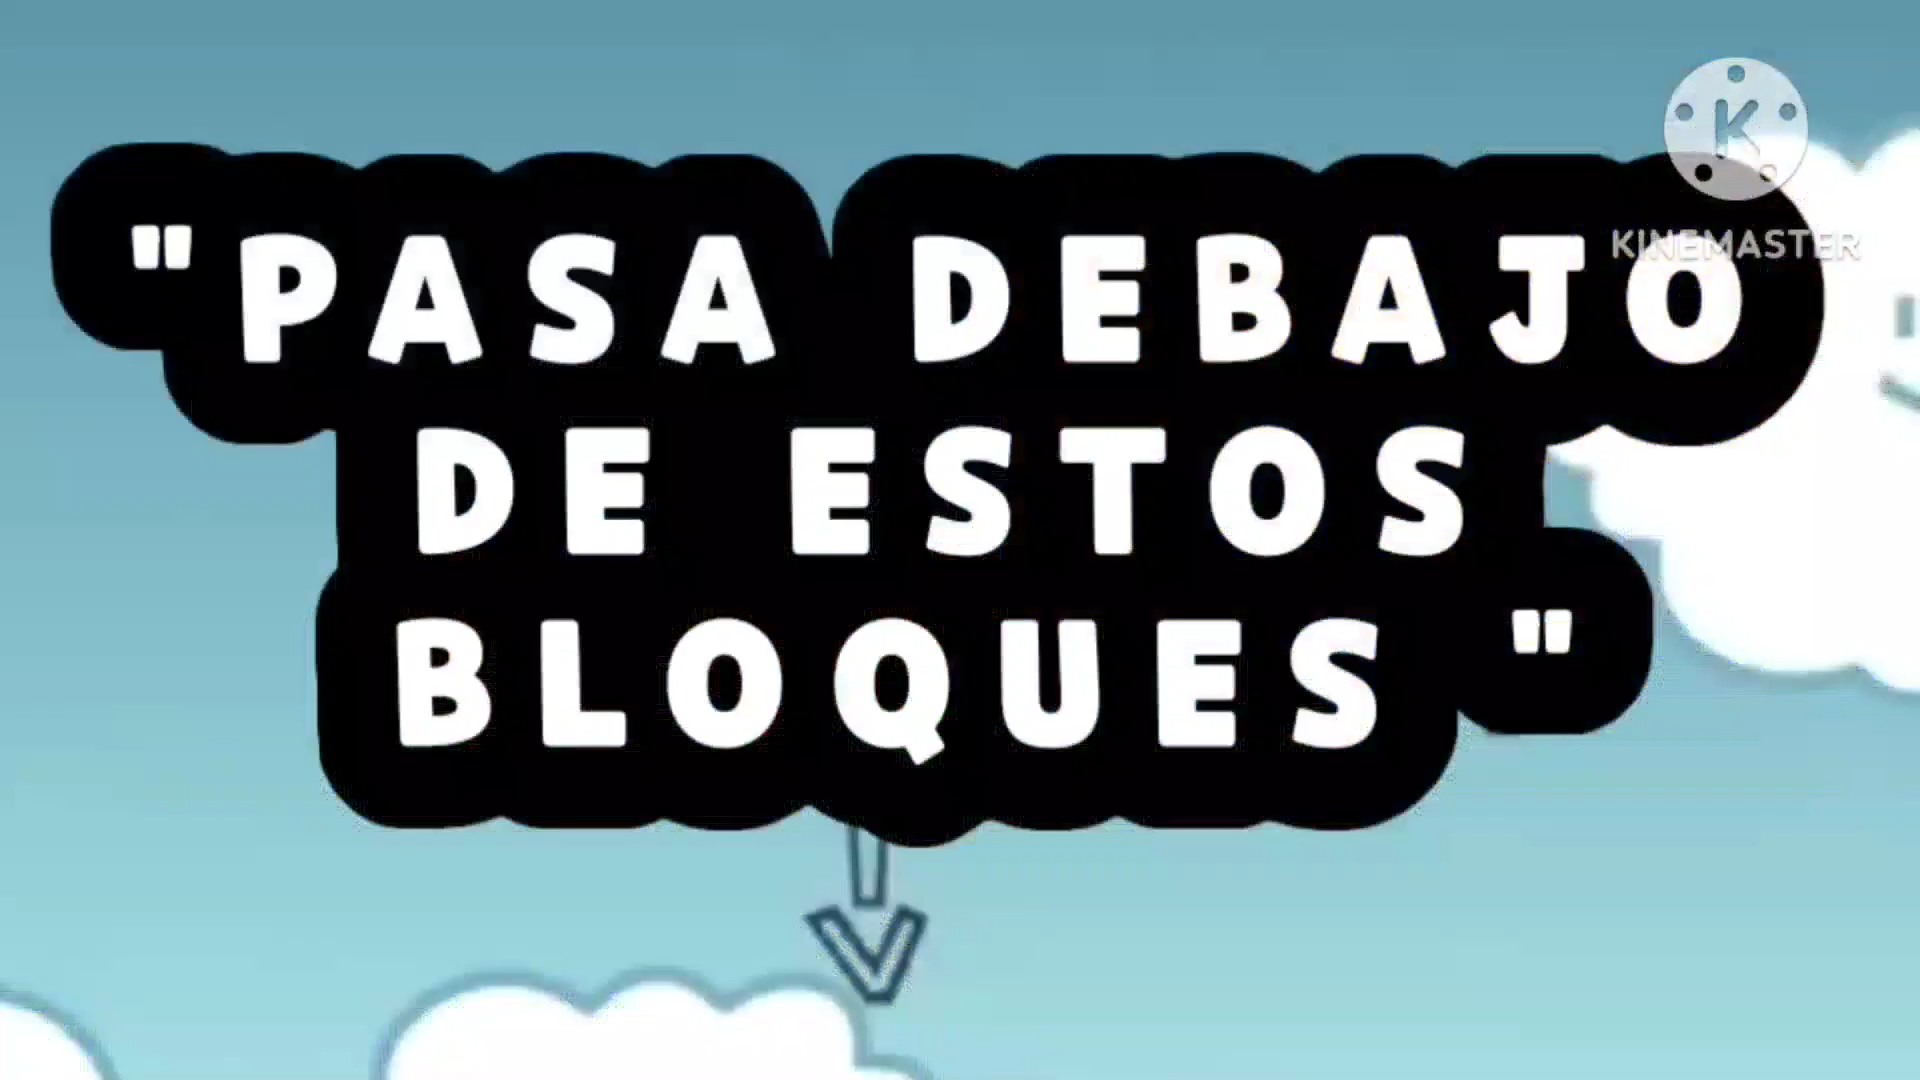 "PASA DEBAJO
DE ESTOS
BLOQUES "
K
KINEMASTER